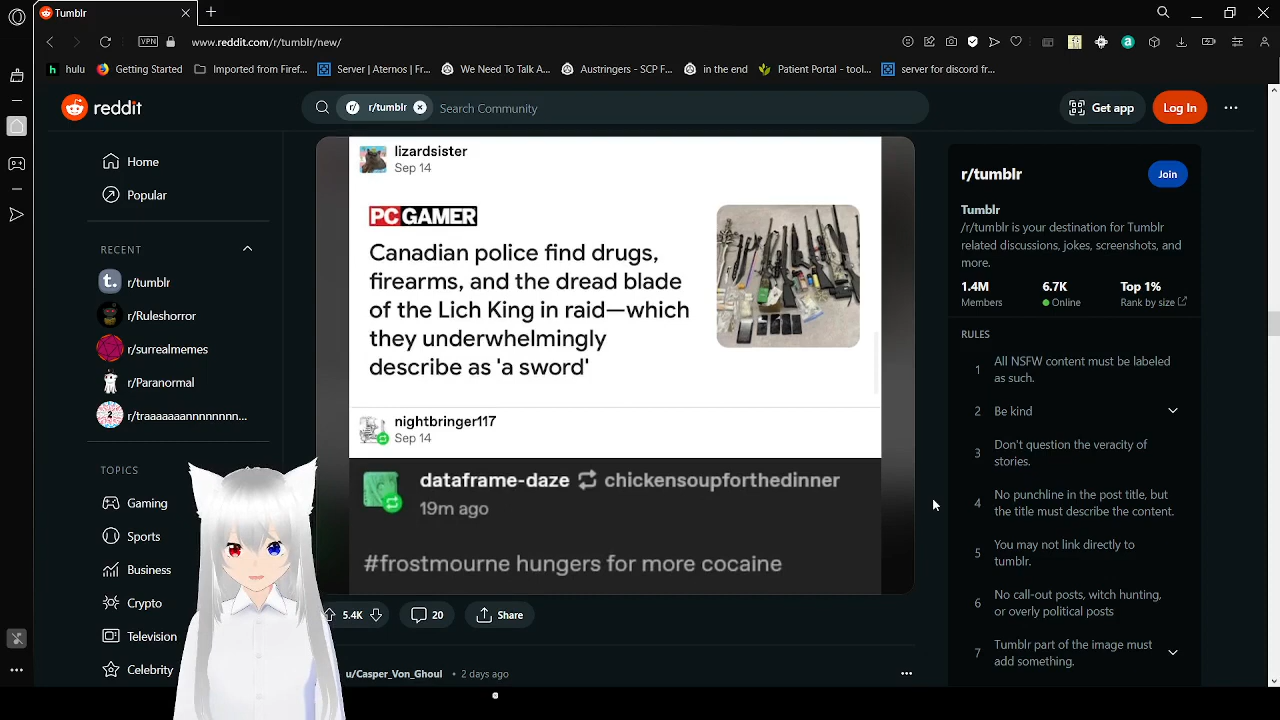 Tumblr
VPN
www.reddit.com/r/tumblr/new/
hulu
Getting Started
Imported from Firef...
Server | Aternos | Fr...
We Need To Talk A...
Austringers - SCP F...
in the end
Patient Portal - tool...
server for discord fr...
reddit
r/tumblr
Search Community
Get app
Log In
Home
Popular
RECENT
r/tumblr
r/Ruleshorror
r/surrealmemes
r/Paranormal
r/traaaaaaannnnnnnn...
TOPICS
Gaming
Sports
Business
Crypto
Television
Celebrity
lizardsister
Sep 14
PC GAMER
Canadian police find drugs,
firearms, and the dread blade
of the Lich King in raid—which
they underwhelmingly
describe as 'a sword'
nightbringer117
Sep 14
dataframe-daze chickensoupforthedinner
19m ago
#frostmourne hungers for more cocaine
5.4K
20
Share
u/Casper_Von_Ghoul • 2 days ago
r/tumblr
Join
Tumblr
/r/tumblr is your destination for Tumblr
related discussions, jokes, screenshots, and
more.
1.4M 6.7K Top 1%
Members Online Rank by size
RULES
1 All NSFW content must be labeled
as such.
2 Be kind
3 Don't question the veracity of
stories.
4 No punchline in the post title, but
the title must describe the content.
5 You may not link directly to
tumblr.
6 No call-out posts, witch hunting,
or overly political posts
7 Tumblr part of the image must
add something.